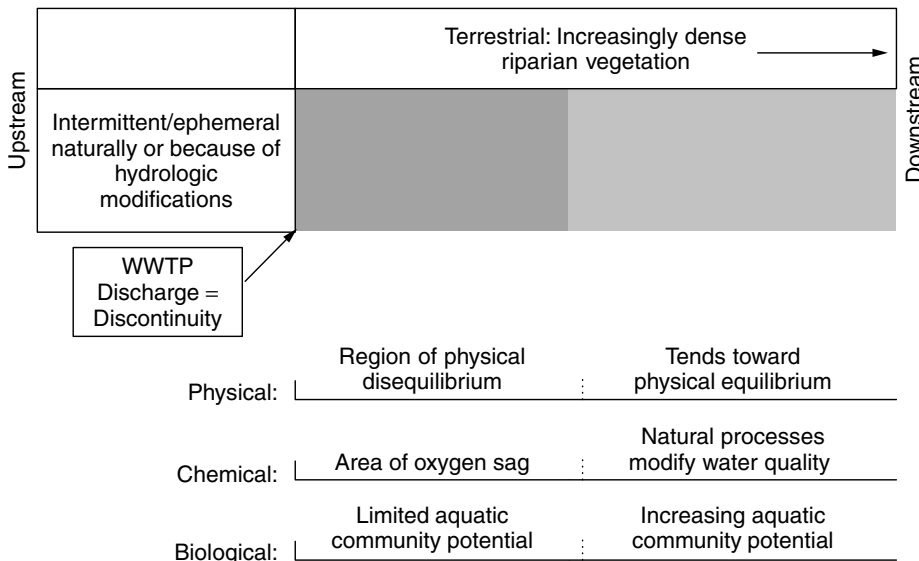 Terrestrial: Increasingly dense
riparian vegetation
Upstream
Intermittent/ephemeral
naturally or because of
hydrologic
modifications
Downstream
WWTP
Discharge =
Discontinuity
Physical:
Region of physical
disequilibrium
Tends toward
physical equilibrium
Chemical:
Area of oxygen sag
Natural processes
modify water quality
Biological:
Limited aquatic
community potential
Increasing aquatic
community potential